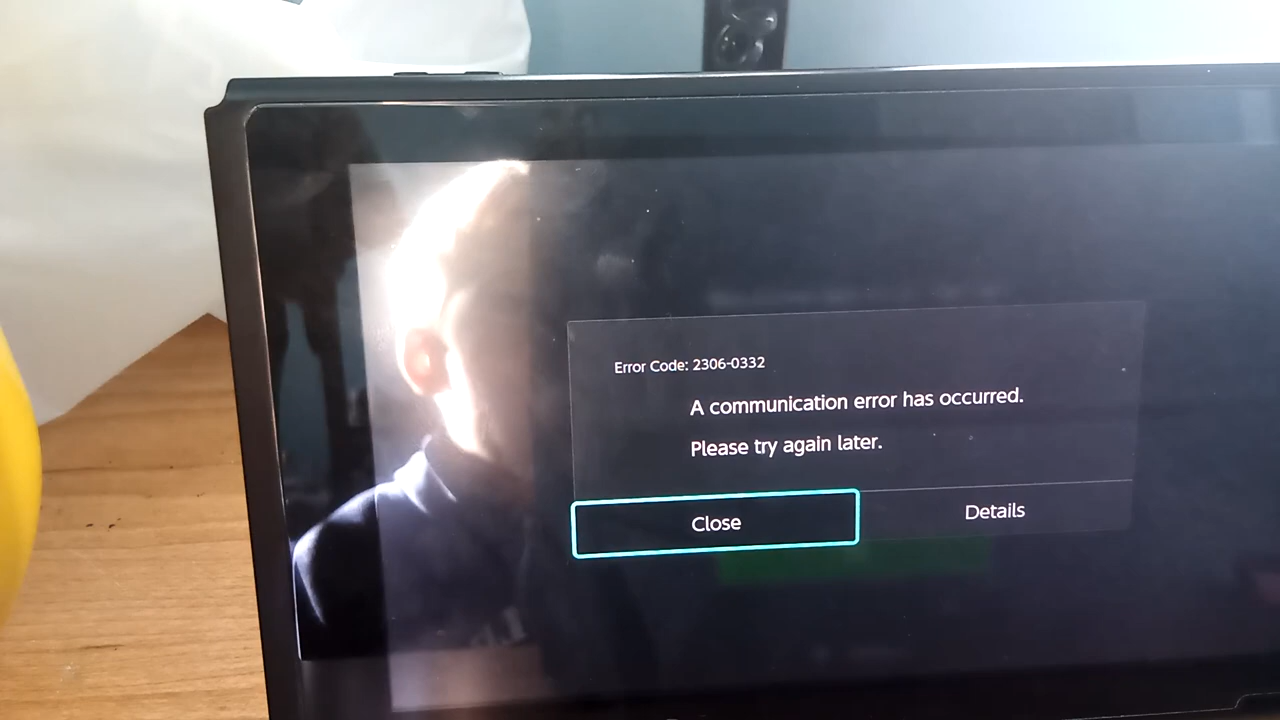 Error Code: 2306-0332
A communication error has occurred.
Please try again later.
Close
Details